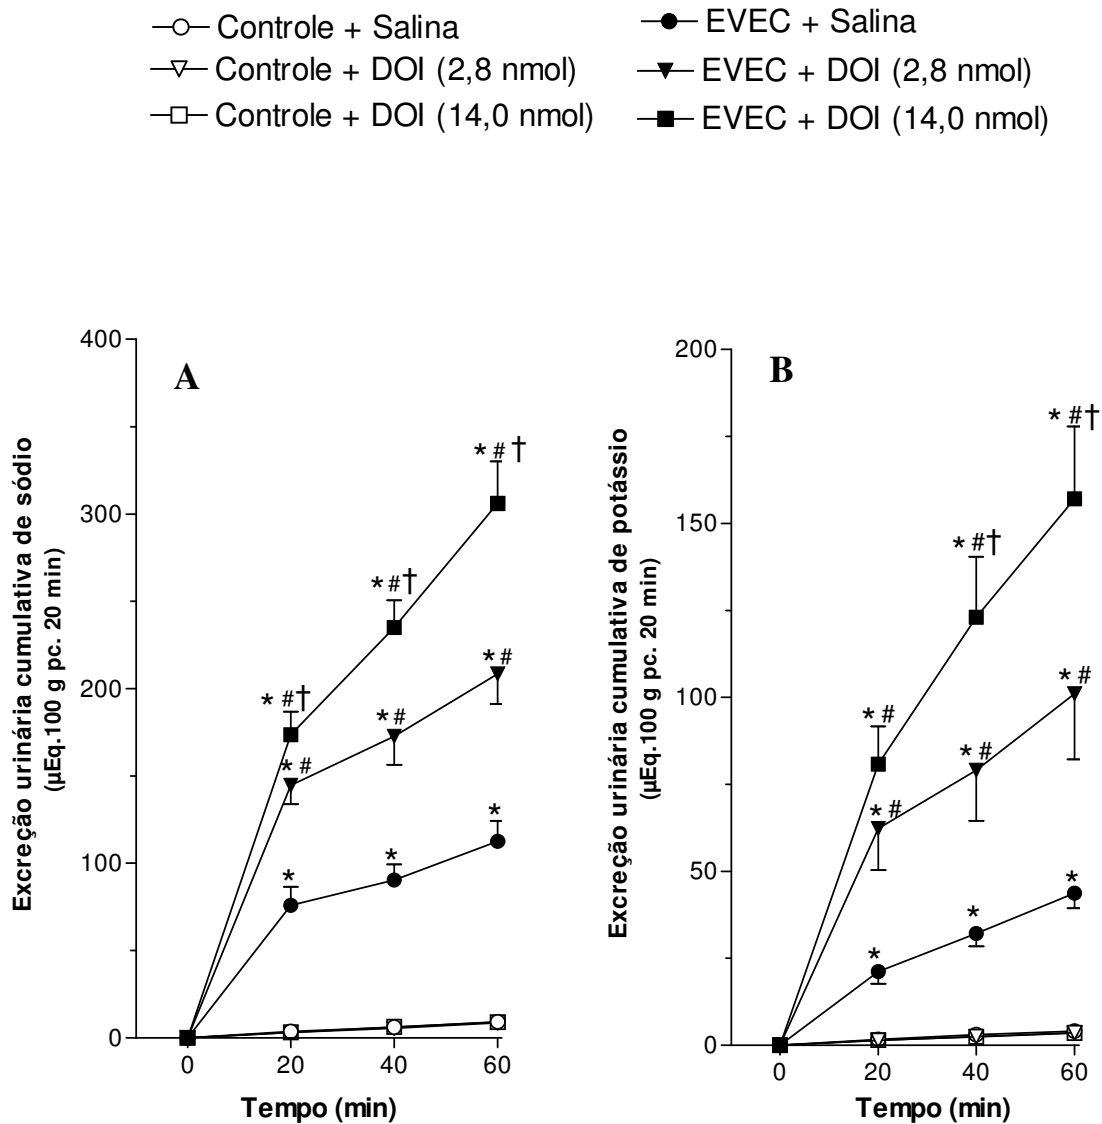 Controle + Salina
Controle + DOI (2,8 nmol)
Controle + DOI (14,0 nmol)
EVEC + Salina
EVEC + DOI (2,8 nmol)
EVEC + DOI (14,0 nmol)
A
Excreção urinária cumulativa de sódio
(µEq.100 g pc. 20 min)
400
300
200
100
0
* # †
* # †
* # †
* #
* #
* #
*
*
*
0 20 40 60
Tempo (min)
B
Excreção urinária cumulativa de potássio
(µEq.100 g pc. 20 min)
200
150
100
50
0
* # †
* # †
* #
* #
* #
* #
*
*
*
0 20 40 60
Tempo (min)